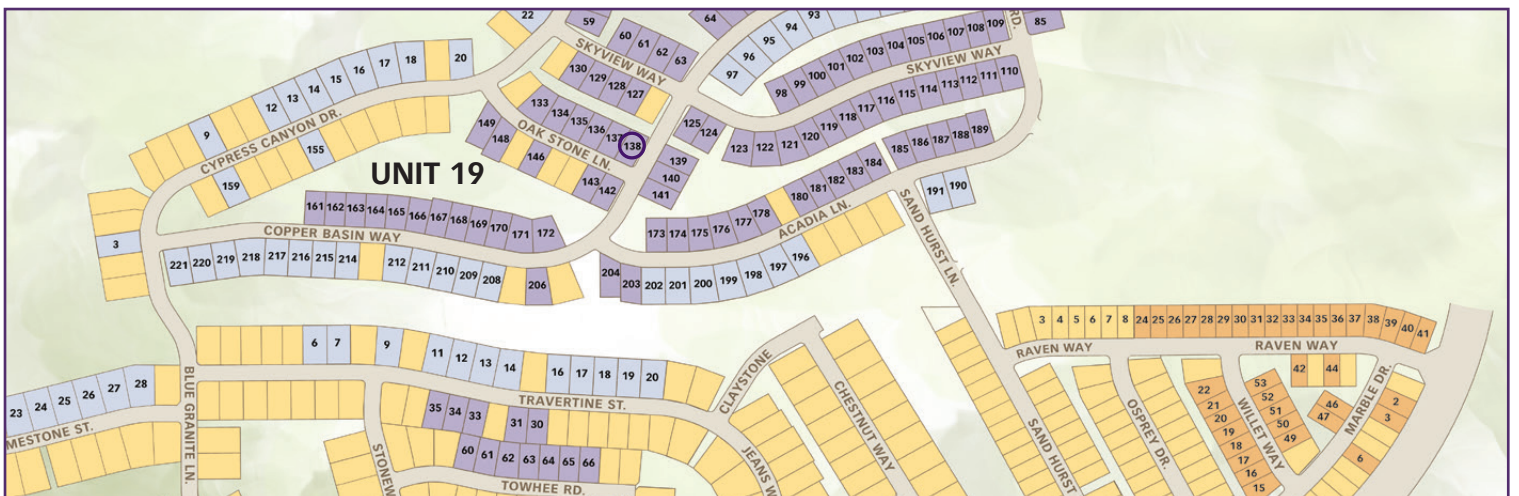 22
59
60 61 62 63
64
93
94
95
96
97
RD.
85
SKYVIEW WAY
130 129 128 127
98 99 100 101 102 103 104 105 106 107 108 109
SKYVIEW WAY
12 13 14 15 16 17 18 20
9
CYPRESS CANYON DR.
155
159
133 134 135 136 137 138
OAK STONE LN.
149
148
146
143 142
125 124
139
140
141
123 122 121 120 119 118 117 116 115 114 113 112 111 110
185 186 187 188 189
UNIT 19
161 162 163 164 165 166 167 168 169 170 171 172
COPPER BASIN WAY
173 174 175 176 177 178 180 181 182 183 184
ACADIA LN.
191 190
SAND HURST LN.
3
221 220 219 218 217 216 215 214 212 211 210 209 208 206
204 203 202 201 200 199 198 197 196
6 7 9 11 12 13 14 16 17 18 19 20
3 4 5 6 7 8 24 25 26 27 28 29 30 31 32 33 34 35 36 37 38 39 40 41
RAVEN WAY
RAVEN WAY
CLAYSTONE
CHESTNUT WAY
23 24 25 26 27 28
MESTONE ST.
BLUE GRANITE LN.
TRAVERTINE ST.
35 34 33 31 30
STONEW
60 61 62 63 64 65 66
TOWHEE RD.
JEANS W
SAND HURST
OSPREY DR.
22
21
20
19
18
17
16
15
WILLET WAY
53
52
51
50
49
42 44
46
47
MARBLE DR.
2
3
6